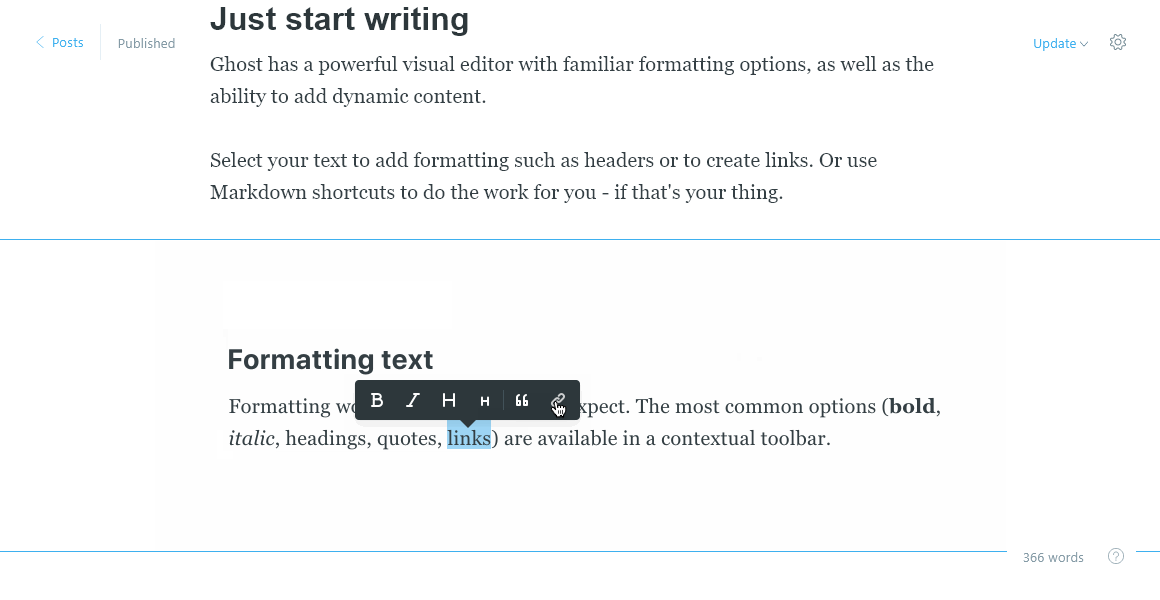 Just start writing
Posts
Published
Update
Ghost has a powerful visual editor with familiar formatting options, as well as the
ability to add dynamic content.
Select your text to add formatting such as headers or to create links. Or use
Markdown shortcuts to do the work for you - if that's your thing.
Formatting text
B I H H “
Formatting The most common options (bold,
italic, headings, quotes, links) are available in a contextual toolbar.
366 words
?